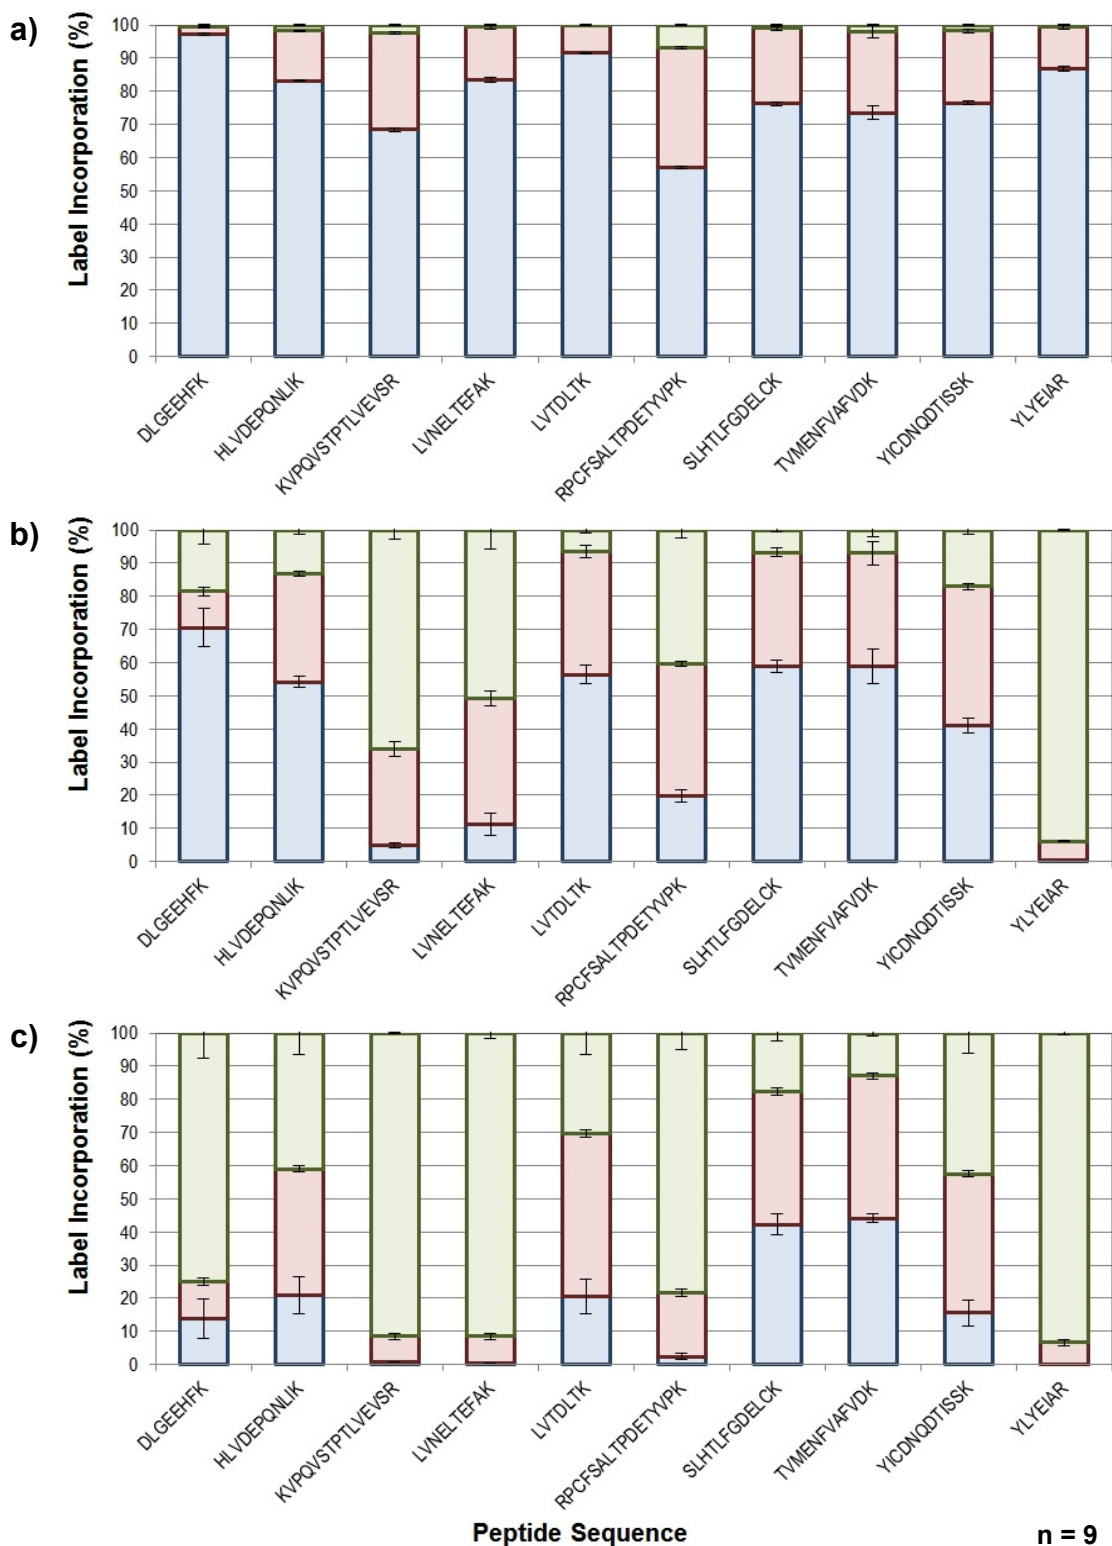 a)
Label Incorporation (%)
100
90
80
70
60
50
40
30
20
10
0
DLGEEHFK
HLVDEPQNLIK
KVPQVSTPTLVEVSR
LVNELTEFAK
LVTDLTK
RPCFSALTPDETYVPK
SLHTLFGDELCK
TVMENFVAFVDK
YICDNQDTISSK
YLYEIAR
b)
Label Incorporation (%)
100
90
80
70
60
50
40
30
20
10
0
DLGEEHFK
HLVDEPQNLIK
KVPQVSTPTLVEVSR
LVNELTEFAK
LVTDLTK
RPCFSALTPDETYVPK
SLHTLFGDELCK
TVMENFVAFVDK
YICDNQDTISSK
YLYEIAR
c)
Label Incorporation (%)
100
90
80
70
60
50
40
30
20
10
0
DLGEEHFK
HLVDEPQNLIK
KVPQVSTPTLVEVSR
LVNELTEFAK
LVTDLTK
RPCFSALTPDETYVPK
SLHTLFGDELCK
TVMENFVAFVDK
YICDNQDTISSK
YLYEIAR
Peptide Sequence
n = 9